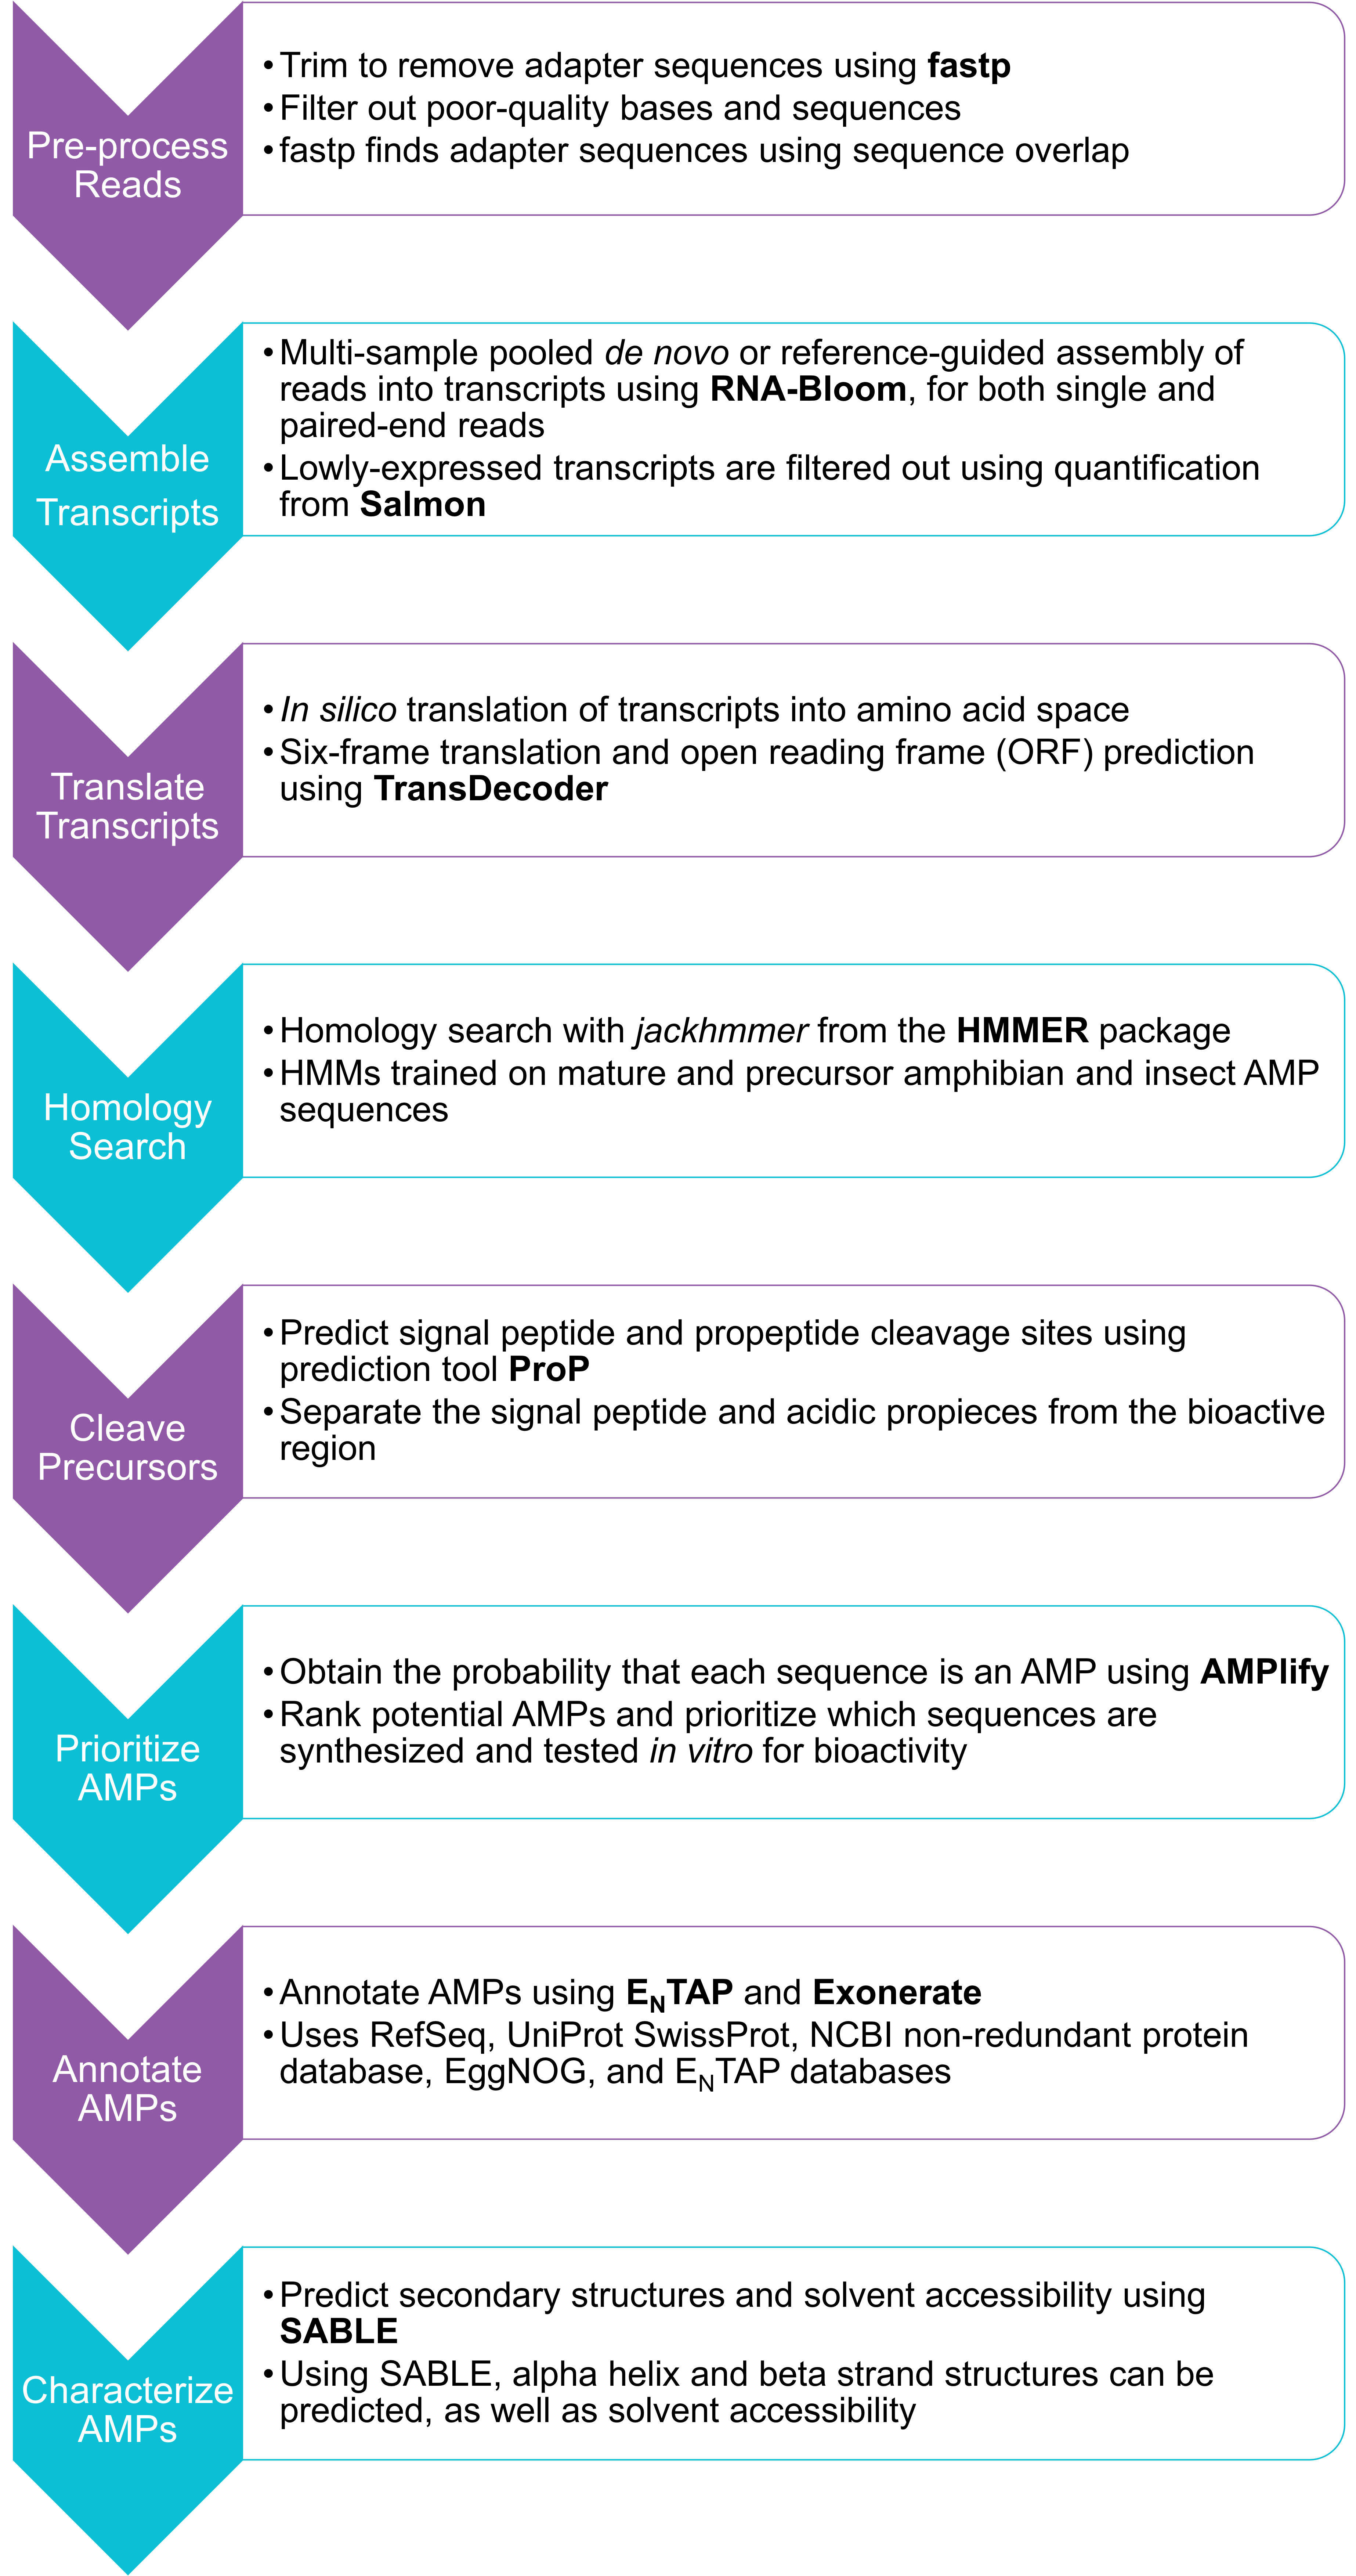 Pre-process
Reads
• Trim to remove adapter sequences using fastp
• Filter out poor-quality bases and sequences
• fastp finds adapter sequences using sequence overlap
Assemble
Transcripts
• Multi-sample pooled de novo or reference-guided assembly of
reads into transcripts using RNA-Bloom, for both single and
paired-end reads
• Lowly-expressed transcripts are filtered out using quantification
from Salmon
Translate
Transcripts
• In silico translation of transcripts into amino acid space
• Six-frame translation and open reading frame (ORF) prediction
using TransDecoder
Homology
Search
• Homology search with jackhmmer from the HMMER package
• HMMs trained on mature and precursor amphibian and insect AMP
sequences
Cleave
Precursors
• Predict signal peptide and propeptide cleavage sites using
prediction tool ProP
• Separate the signal peptide and acidic propieces from the bioactive
region
Prioritize
AMPs
• Obtain the probability that each sequence is an AMP using AMPlify
• Rank potential AMPs and prioritize which sequences are
synthesized and tested in vitro for bioactivity
Annotate
AMPs
• Annotate AMPs using ENTAP and Exonerate
• Uses RefSeq, UniProt SwissProt, NCBI non-redundant protein
database, EggNOG, and ENTAP databases
Characterize
AMPs
• Predict secondary structures and solvent accessibility using
SABLE
• Using SABLE, alpha helix and beta strand structures can be
predicted, as well as solvent accessibility